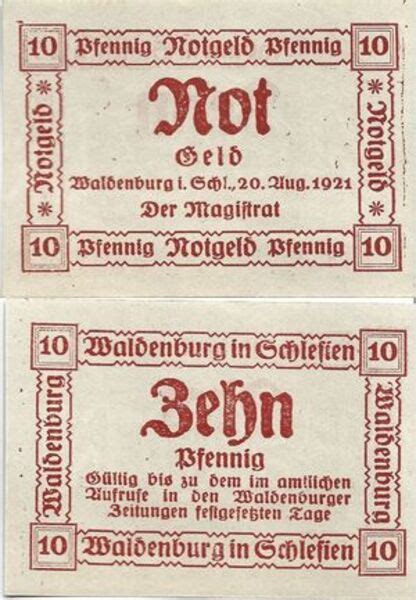 10 Pfennig Notgeld Pfennig 10
* Notgeld *
Not
Geld
Waldenburg i. Schl., 20. Aug. 1921
Der Magistrat
* Notgeld *
10 Pfennig Notgeld Pfennig 10
10 Waldenburg in Schlesien 10
Waldenburg
Zehn
Pfennig
Gültig bis zu dem im amtlichen
Aufrufe in den Waldenburger
Zeitungen festgesetzten Tage
Waldenburg
10 Waldenburg in Schlesien 10